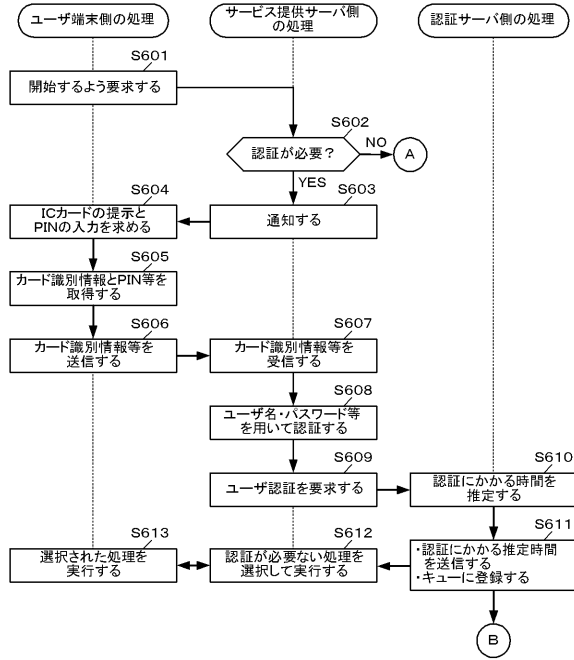 ユーザ端末側の処理
サービス提供サーバ側
の処理
認証サーバ側の処理
S601
開始するよう要求する
S602
認証が必要?
NO
A
YES
S603
通知する
S604
ICカードの提示と
PINの入力を求める
S605
カード識別情報とPIN等を
取得する
S606
カード識別情報等を
送信する
S607
カード識別情報等を
受信する
S608
ユーザ名・パスワード等
を用いて認証する
S609
ユーザ認証を要求する
S610
認証にかかる時間を
推定する
S611
・認証にかかる推定時間
を送信する
・キューに登録する
S612
認証が必要ない処理を
選択して実行する
S613
選択された処理を
実行する
B